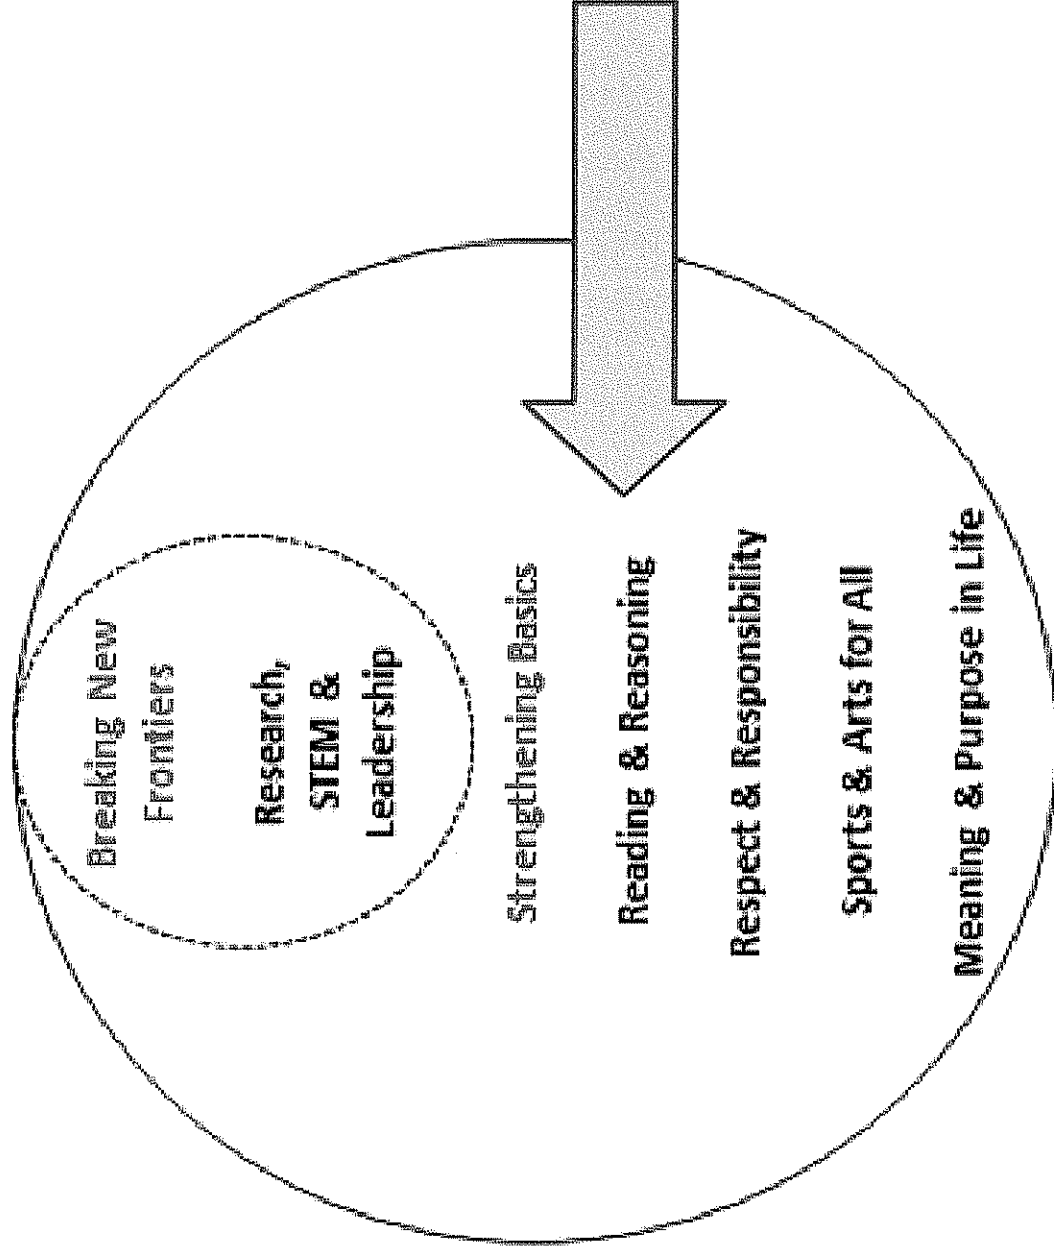 Breaking New
Frontiers
Research,
STEM &
Leadership
Strengthening Basics
Reading & Reasoning
Respect & Responsibility
Sports & Arts for All
Meaning & Purpose in Life